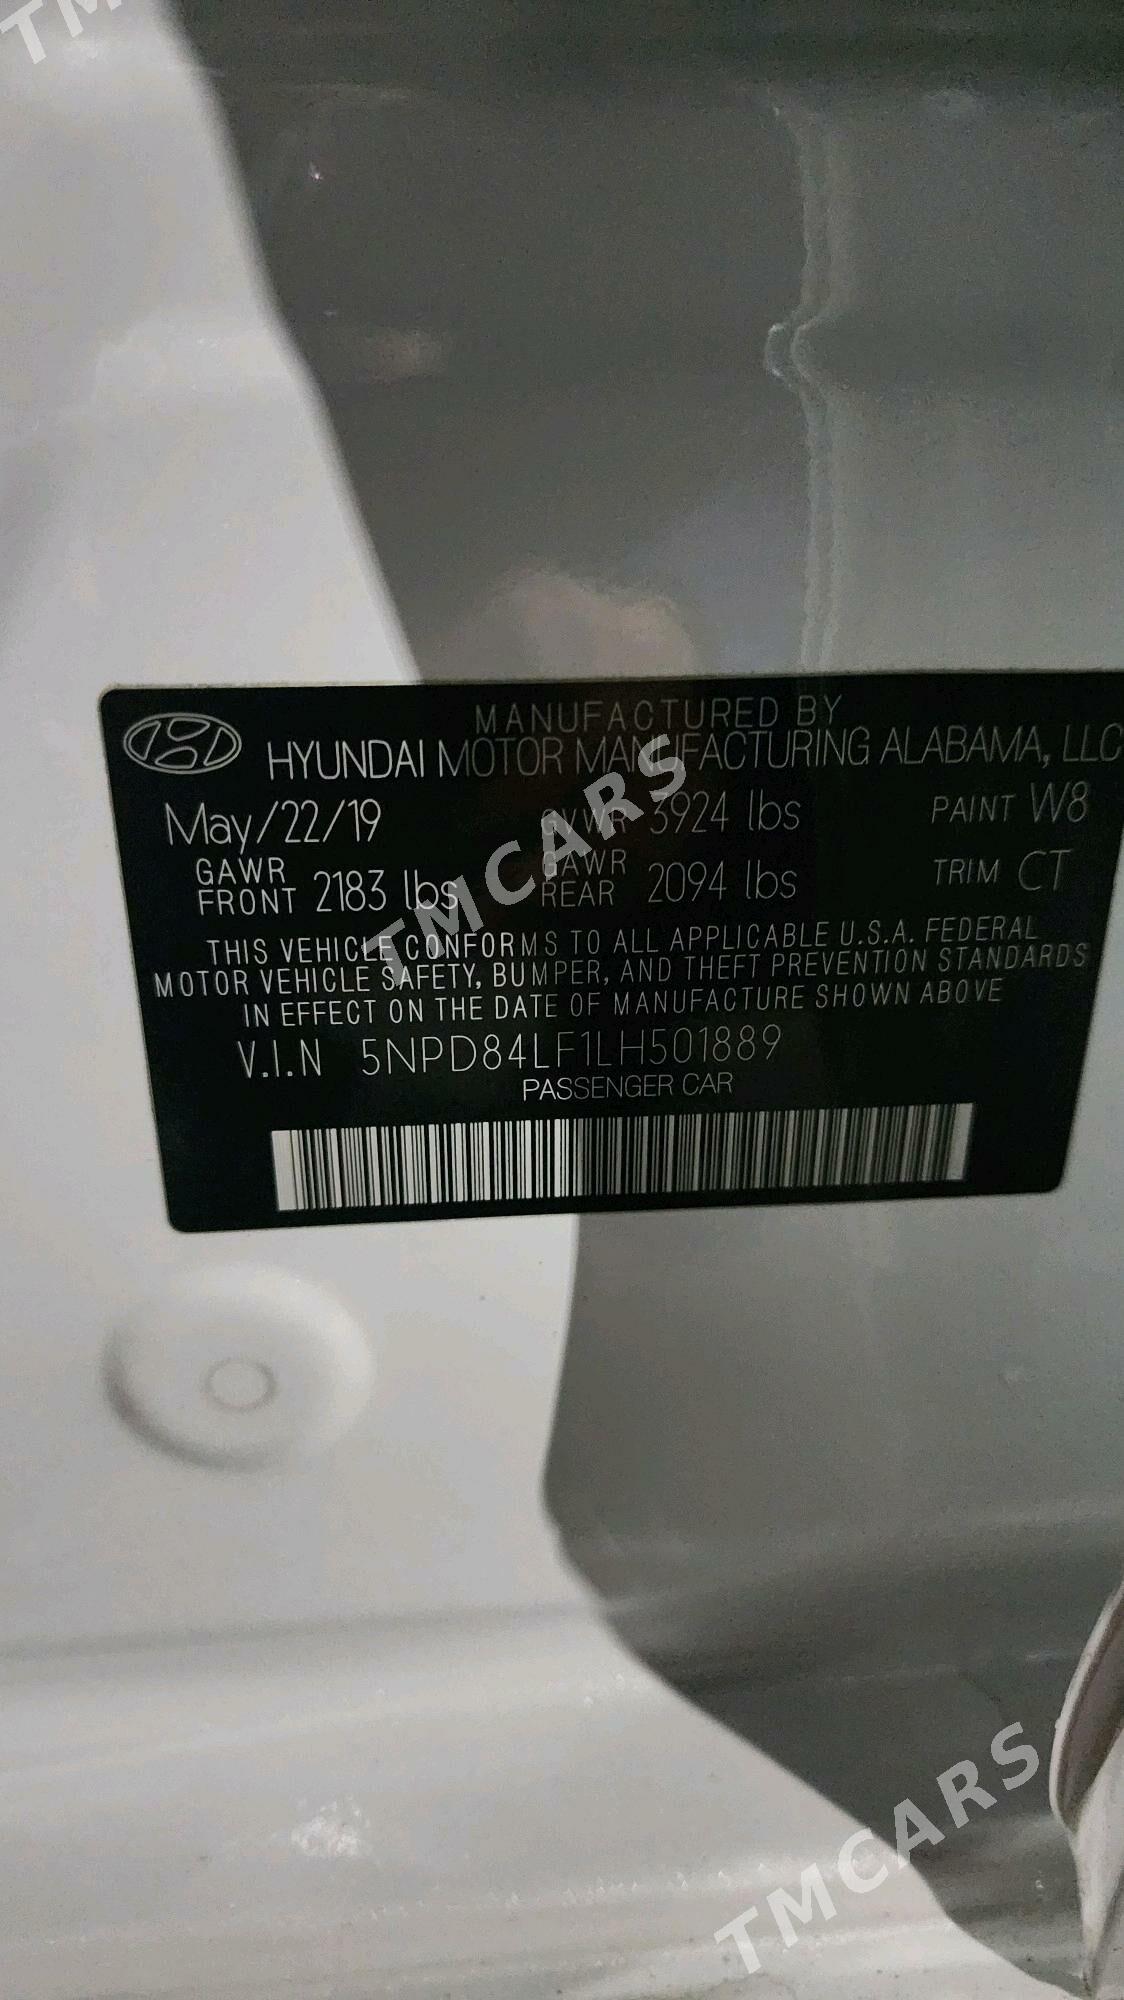 TM
MANUFACTURED BY
HYUNDAI MOTOR MANUFACTURING ALABAMA, LLC
May/22/19 GVWR 3924 lbs PAINT W8
GAWR FRONT 2183 lbs GAWR REAR 2094 lbs TRIM CT
THIS VEHICLE CONFORMS TO ALL APPLICABLE U.S.A. FEDERAL
MOTOR VEHICLE SAFETY, BUMPER, AND THEFT PREVENTION STANDARDS
IN EFFECT ON THE DATE OF MANUFACTURE SHOWN ABOVE
V.I.N 5NPD84LF1LH501889
PASSENGER CAR
TMCARS
TMCARS